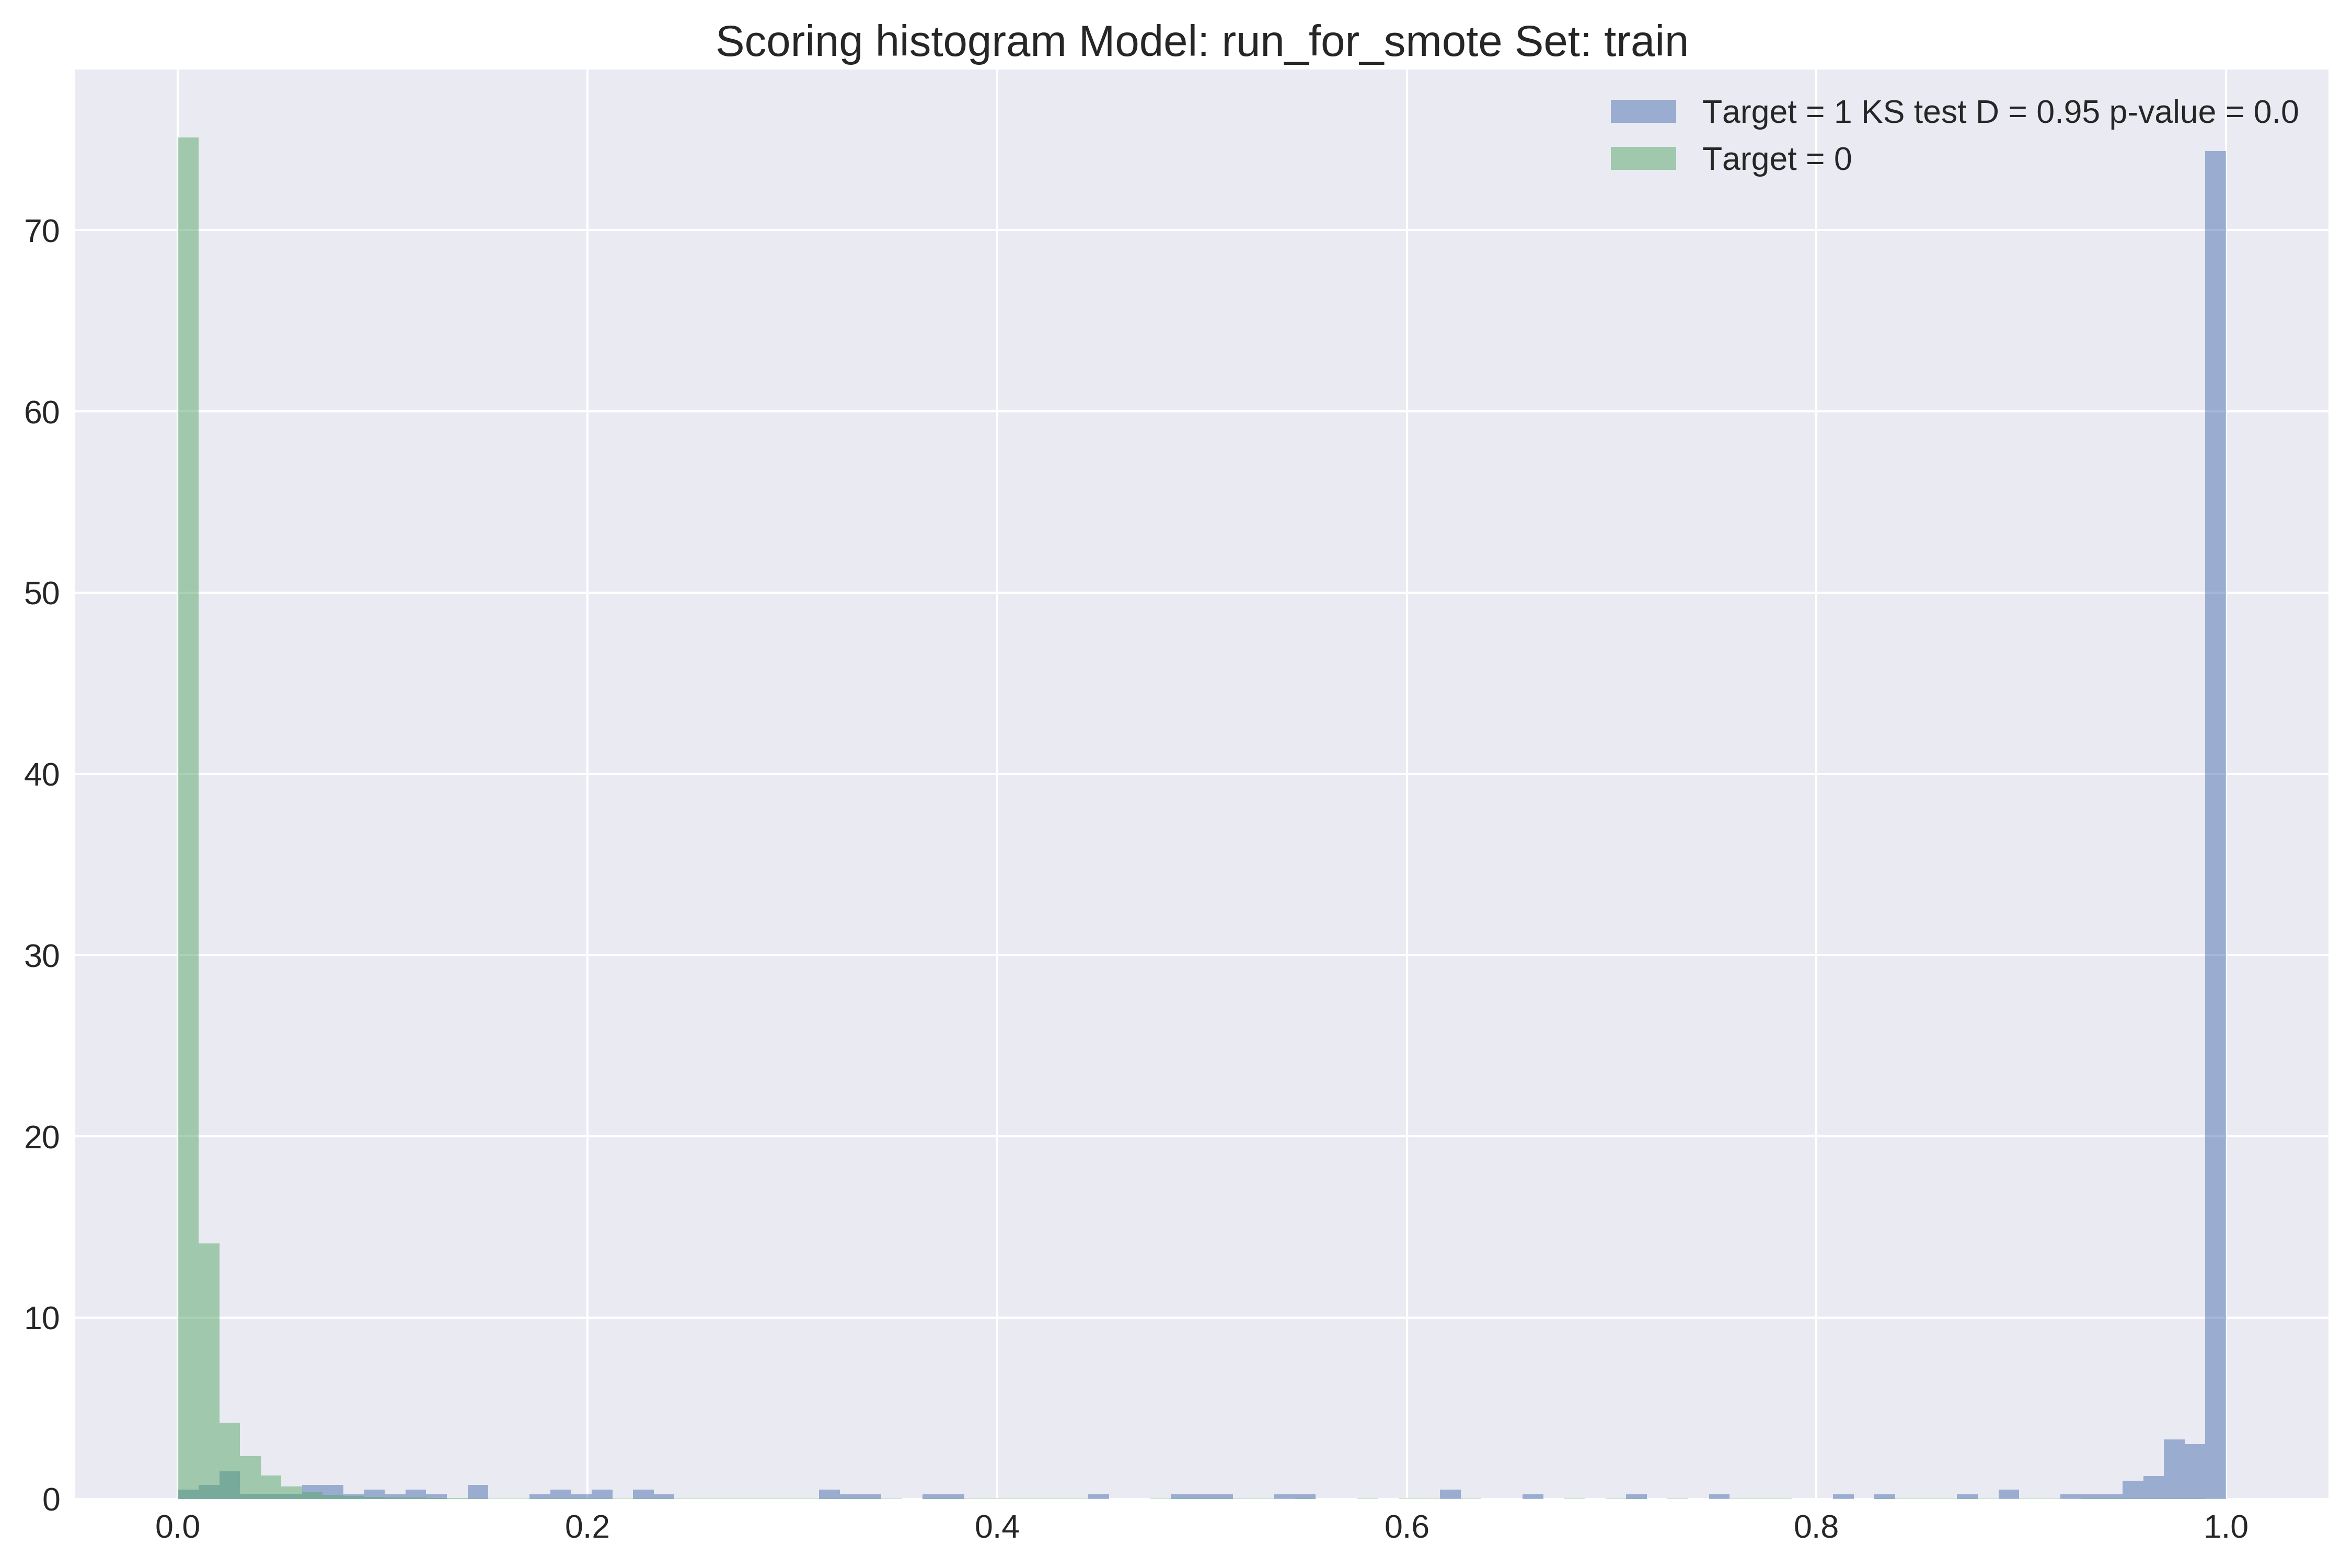 Scoring histogram Model: run_for_smote Set: train
Target = 1 KS test D = 0.95 p-value = 0.0
Target = 0
70
60
50
40
30
20
10
0
0.0 0.2 0.4 0.6 0.8 1.0